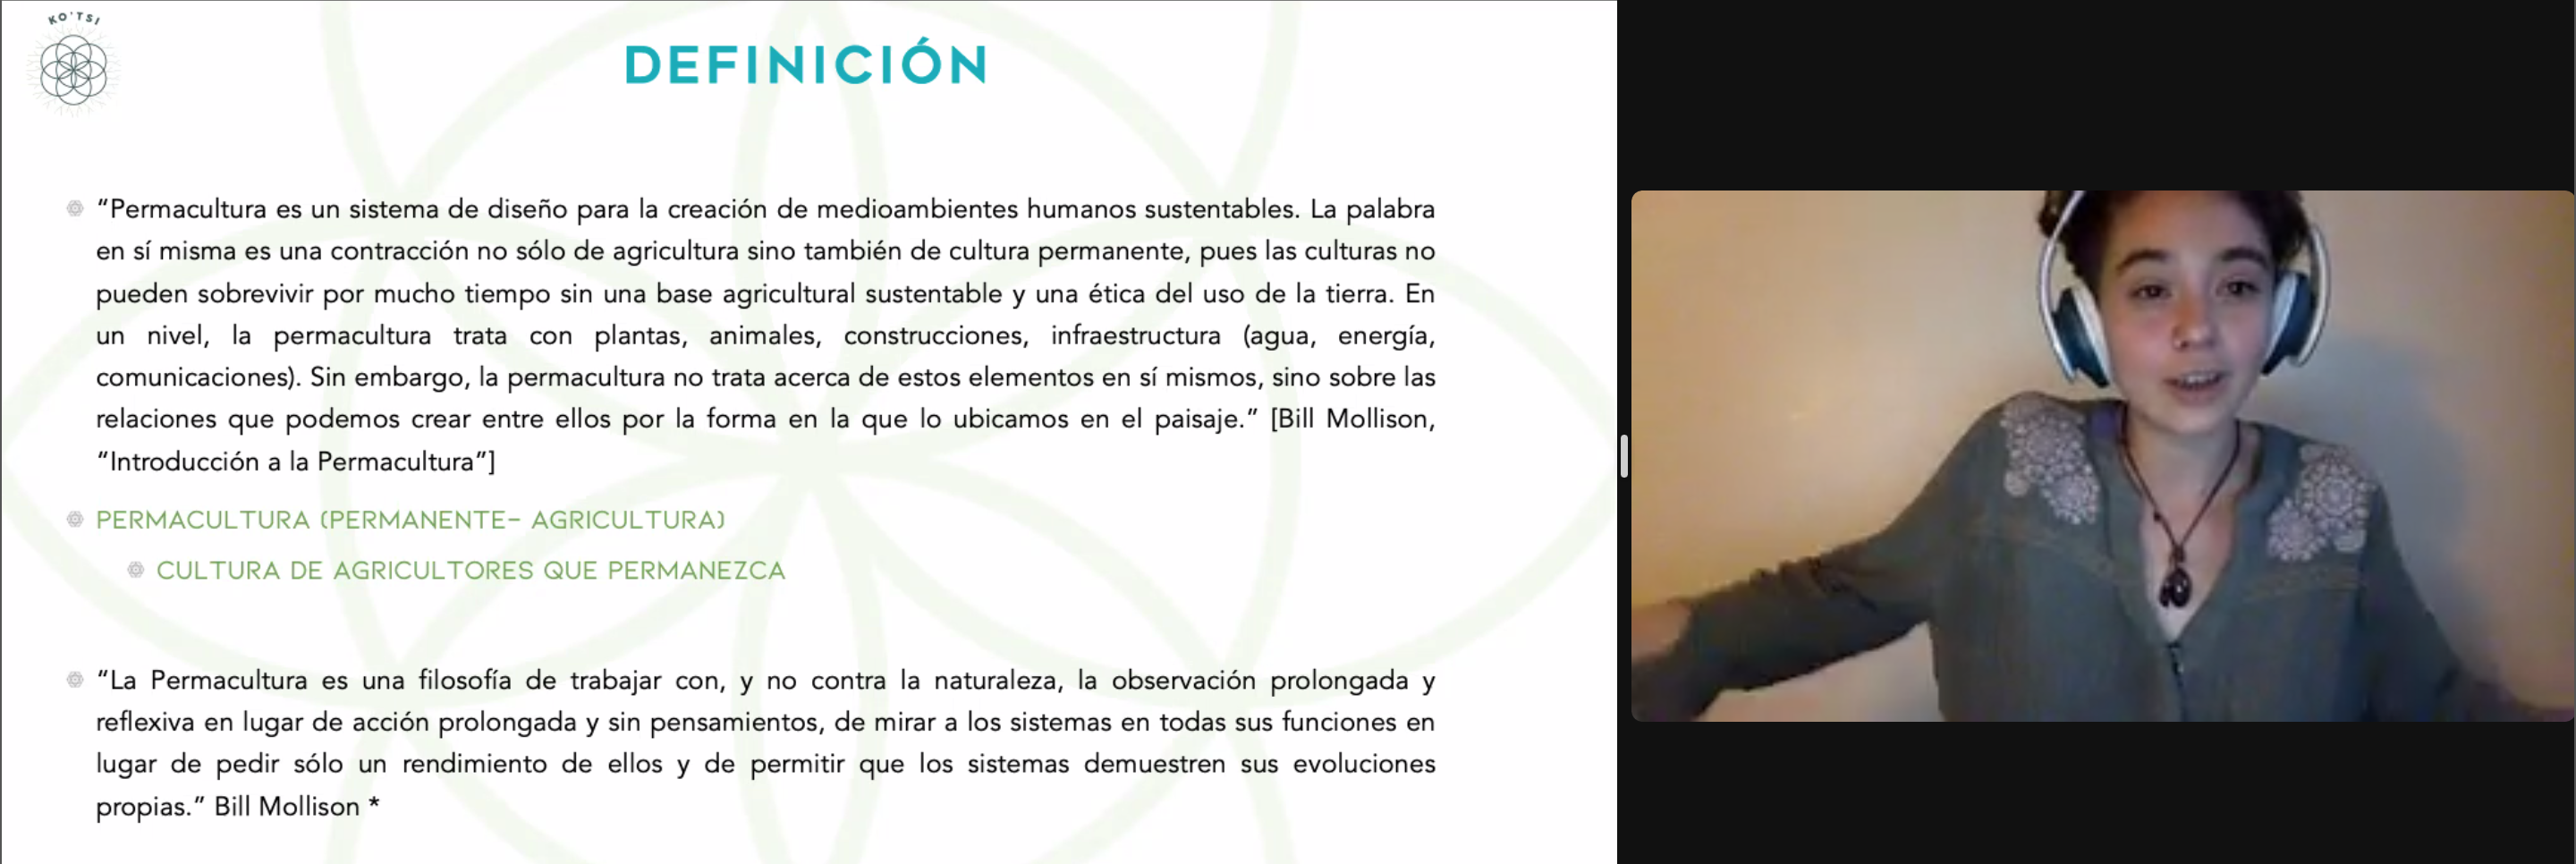 KO'TSI
DEFINICIÓN
“Permacultura es un sistema de diseño para la creación de medioambientes humanos sustentables. La palabra
en sí misma es una contracción no sólo de agricultura sino también de cultura permanente, pues las culturas no
pueden sobrevivir por mucho tiempo sin una base agricultural sustentable y una ética del uso de la tierra. En
un nivel, la permacultura trata con plantas, animales, construcciones, infraestructura (agua, energía,
comunicaciones). Sin embargo, la permacultura no trata acerca de estos elementos en sí mismos, sino sobre las
relaciones que podemos crear entre ellos por la forma en la que lo ubicamos en el paisaje.” [Bill Mollison,
“Introducción a la Permacultura”]
PERMACULTURA (PERMANENTE- AGRICULTURA)
CULTURA DE AGRICULTORES QUE PERMANEZCA
“La Permacultura es una filosofía de trabajar con, y no contra la naturaleza, la observación prolongada y
reflexiva en lugar de acción prolongada y sin pensamientos, de mirar a los sistemas en todas sus funciones en
lugar de pedir sólo un rendimiento de ellos y de permitir que los sistemas demuestren sus evoluciones
propias.” Bill Mollison *